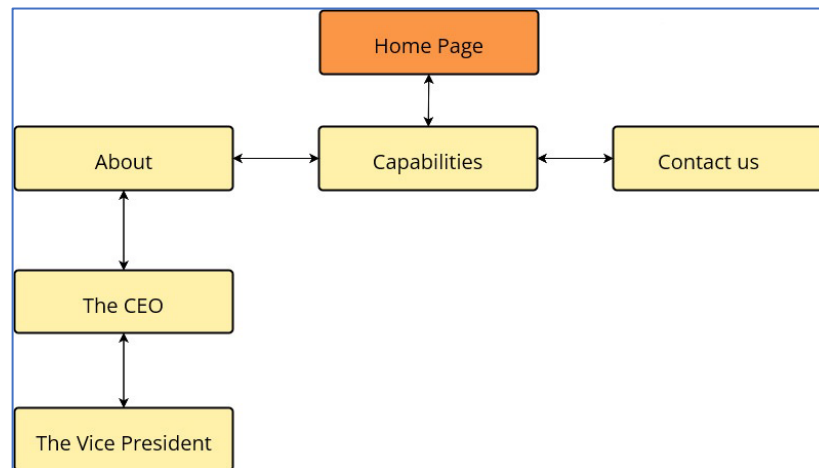 Home Page
About
Capabilities
Contact us
The CEO
The Vice President